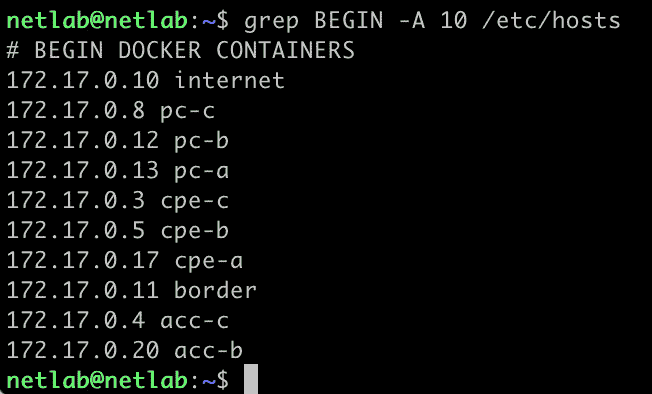 netlab@netlab:~$ grep BEGIN -A 10 /etc/hosts
# BEGIN DOCKER CONTAINERS
172.17.0.10 internet
172.17.0.8 pc-c
172.17.0.12 pc-b
172.17.0.13 pc-a
172.17.0.3 cpe-c
172.17.0.5 cpe-b
172.17.0.17 cpe-a
172.17.0.11 border
172.17.0.4 acc-c
172.17.0.20 acc-b
netlab@netlab:~$